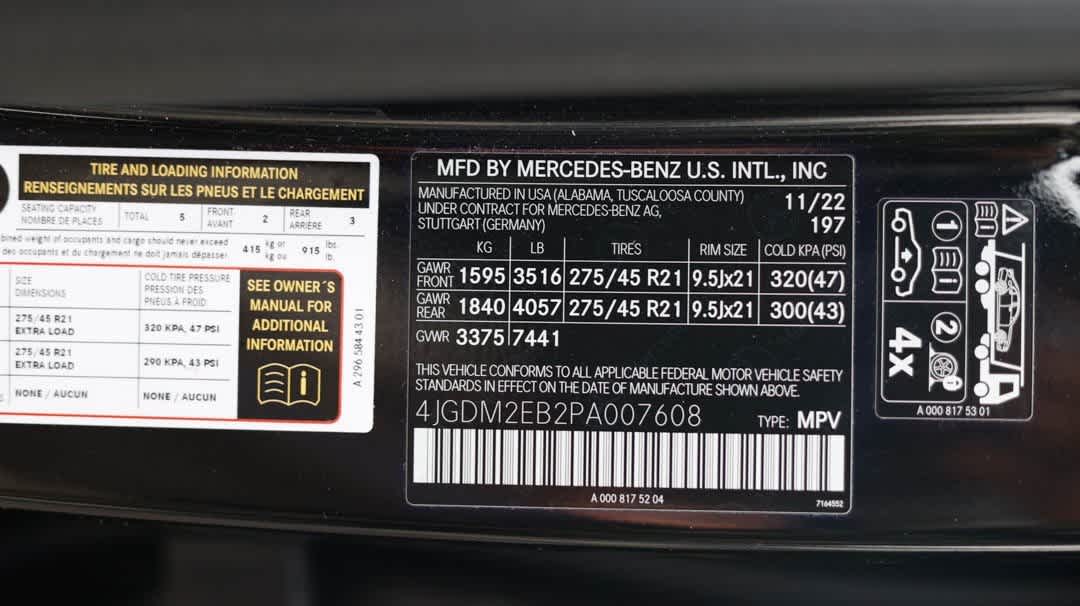 TIRE AND LOADING INFORMATION
RENSEIGNEMENTS SUR LES PNEUS ET LE CHARGEMENT
SEATING CAPACITY
NOMBRE DE PLACES
TOTAL 5
FRONT
AVANT 2
REAR
ARRIÈRE 3
bined weight of occupants and cargo should never exceed
des occupants et du chargement ne doit jamais dépasser
415 kg or
kg ou
915 lbs.
lb.
SIZE
DIMENSIONS
COLD TIRE PRESSURE
PRESSION DES
PNEUS À FROID
275/45 R21
EXTRA LOAD
320 KPA, 47 PSI
275/45 R21
EXTRA LOAD
290 KPA, 43 PSI
NONE / AUCUN
NONE / AUCUN
SEE OWNER´S
MANUAL FOR
ADDITIONAL
INFORMATION
i
A 296 584 43 01
MFD BY MERCEDES-BENZ U.S. INTL., INC
MANUFACTURED IN USA (ALABAMA, TUSCALOOSA COUNTY)
UNDER CONTRACT FOR MERCEDES-BENZ AG,
STUTTGART (GERMANY)
11/22
197
KG LB TIRES RIM SIZE COLD KPA (PSI)
GAWR
FRONT 1595 3516 275/45 R21 9.5Jx21 320(47)
GAWR
REAR 1840 4057 275/45 R21 9.5Jx21 300(43)
GVWR 3375 7441
THIS VEHICLE CONFORMS TO ALL APPLICABLE FEDERAL MOTOR VEHICLE SAFETY
STANDARDS IN EFFECT ON THE DATE OF MANUFACTURE SHOWN ABOVE.
4JGDM2EB2PA007608
TYPE: MPV
A 000 817 52 04
7164552
1
2
4x
A 000 817 53 01